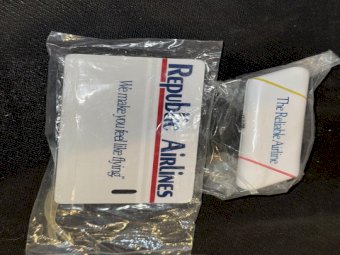 REPUBLIC AIRLINES
We make you feel like flying.
The Reliable Airline